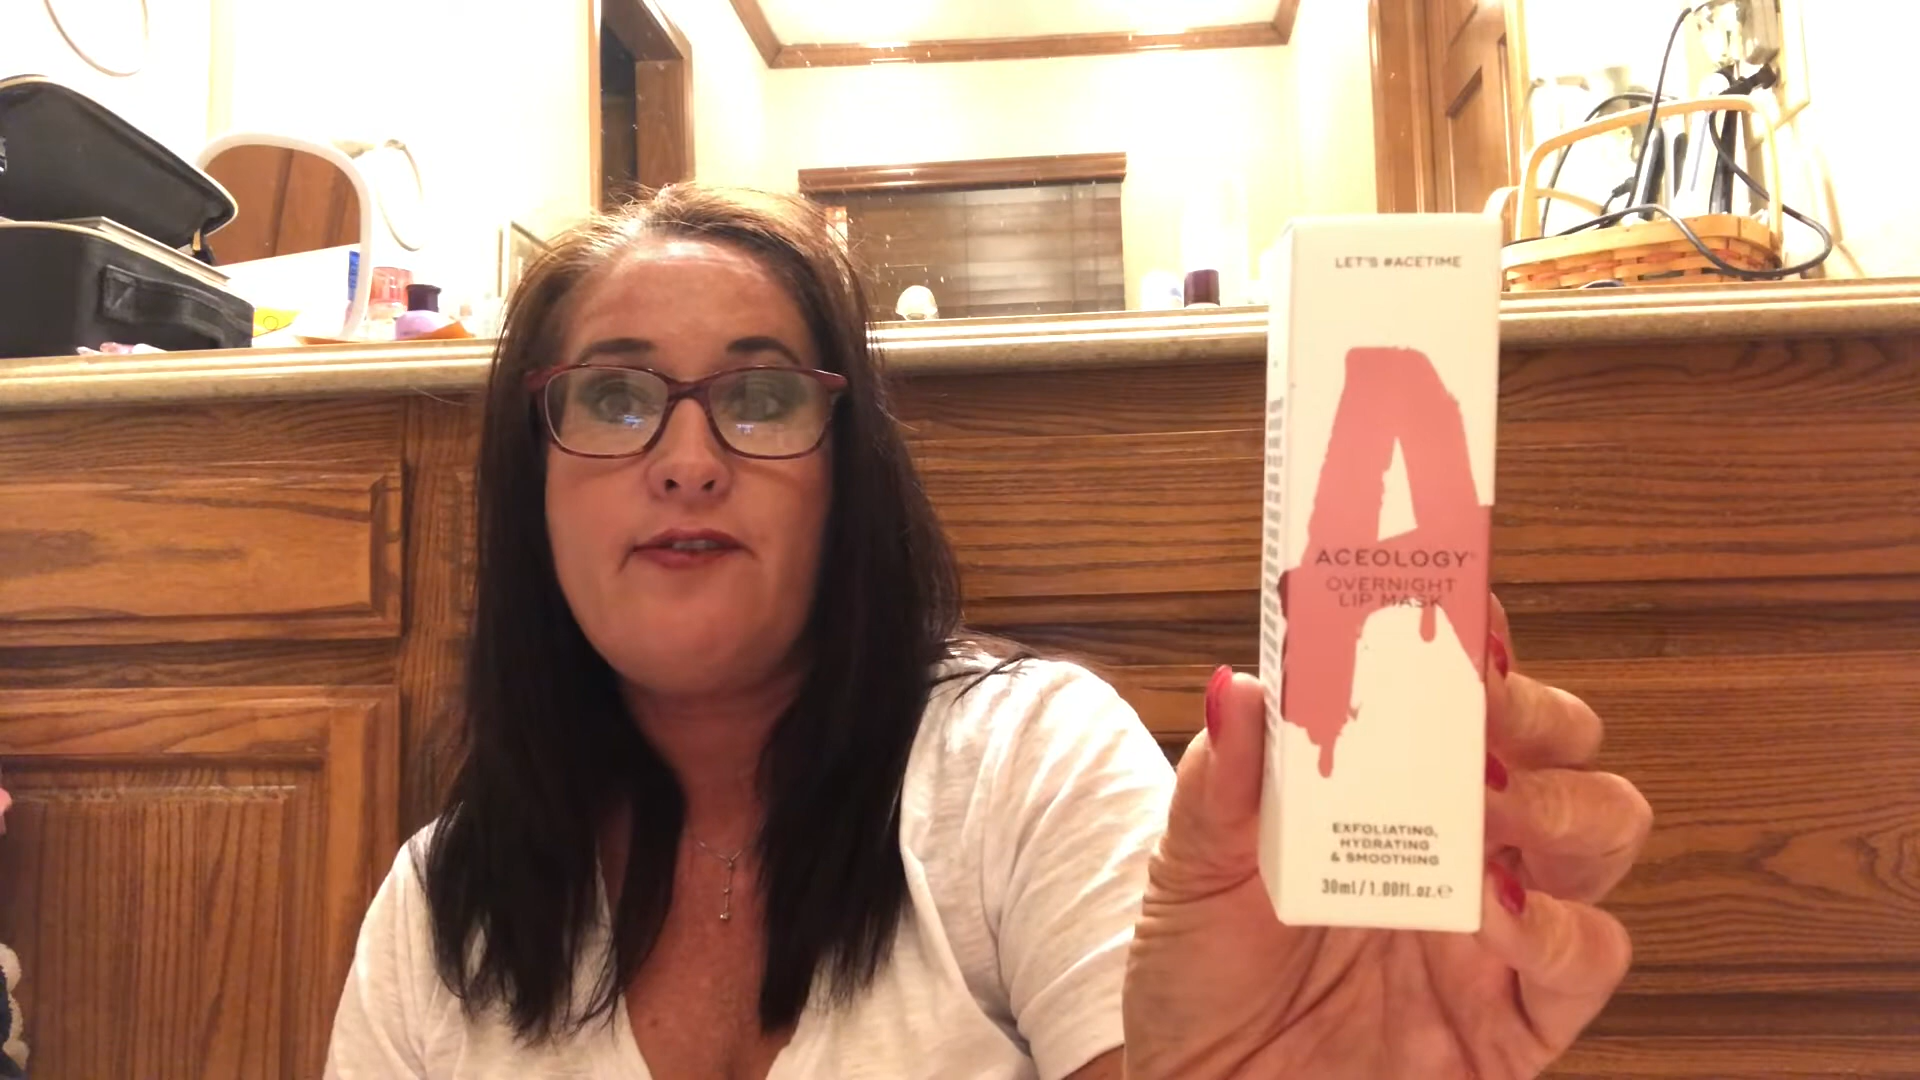 LET'S #ACETIME
ACEOLOGY
OVERNIGHT
LIP MASK
EXFOLIATING,
HYDRATING
& SMOOTHING
30ml / 1.00fl.oz. ℮